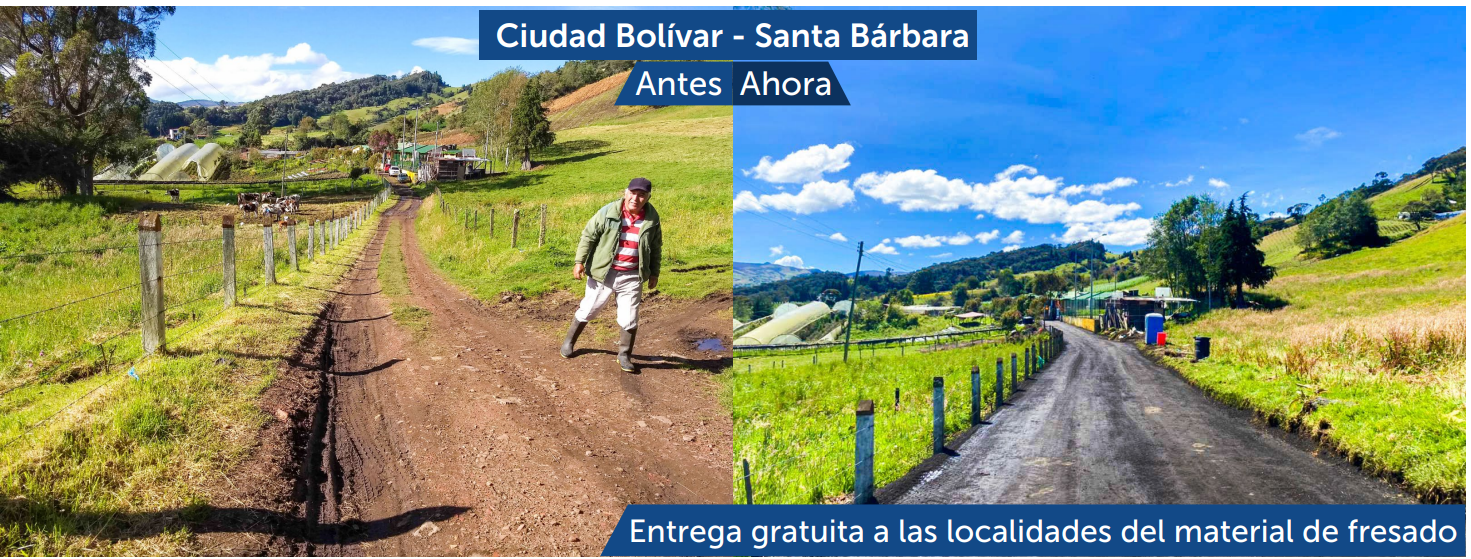 Ciudad Bolívar - Santa Bárbara
Antes Ahora
Entrega gratuita a las localidades del material de fresado